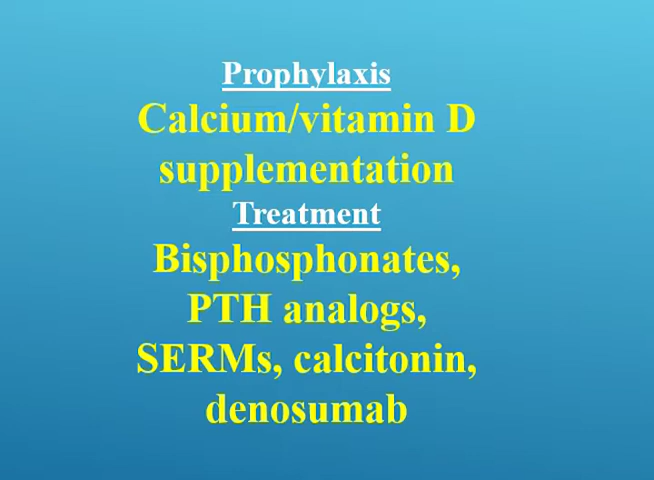 Prophylaxis
Calcium/vitamin D
supplementation
Treatment
Bisphosphonates,
PTH analogs,
SERMs, calcitonin,
denosumab